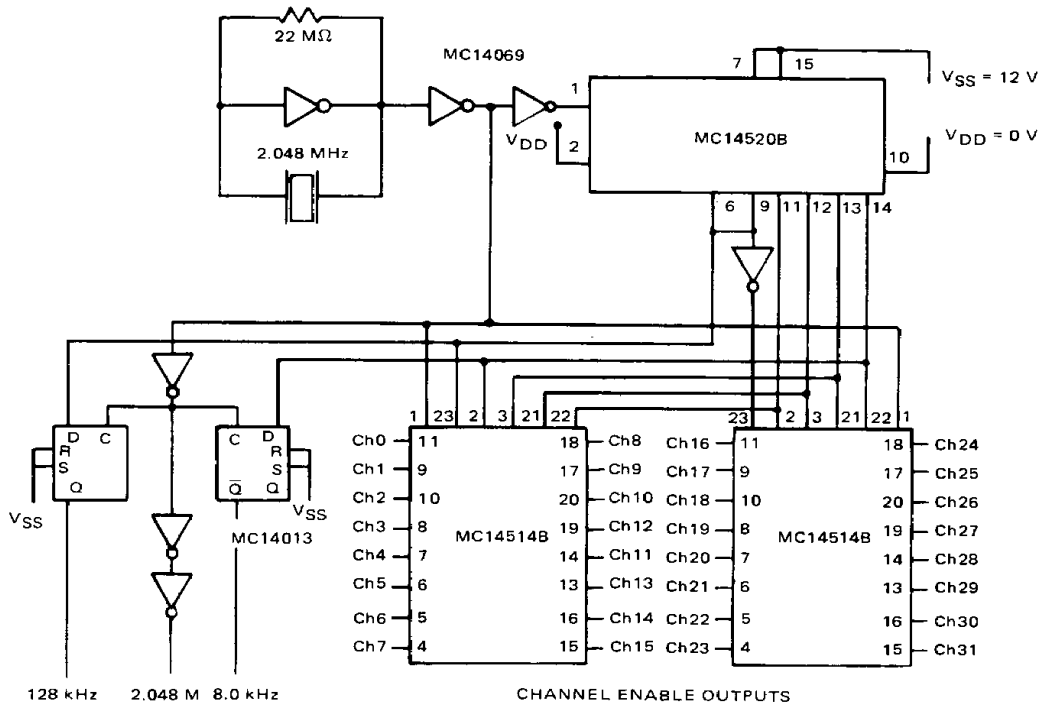 22 MΩ
MC14069
7 15
VSS = 12 V
1
MC14520B
VDD
2
2.048 MHz
10
VDD = 0 V
6 9 11 12 13 14
D C
R
S
Q
C D
R
S
Q̅ Q
VSS
VSS
MC14013
1 23 2 3 21 22
23 2 3 21 22 1
Ch0 11 18 Ch8
Ch1 9 17 Ch9
Ch2 10 20 Ch10
Ch3 8 19 Ch12
Ch4 7 14 Ch11
Ch5 6 13 Ch13
Ch6 5 16 Ch14
Ch7 4 15 Ch15
MC14514B
Ch16 11 18 Ch24
Ch17 9 17 Ch25
Ch18 10 20 Ch26
Ch19 8 19 Ch27
Ch20 7 14 Ch28
Ch21 6 13 Ch29
Ch22 5 16 Ch30
Ch23 4 15 Ch31
MC14514B
128 kHz 2.048 M 8.0 kHz
CHANNEL ENABLE OUTPUTS